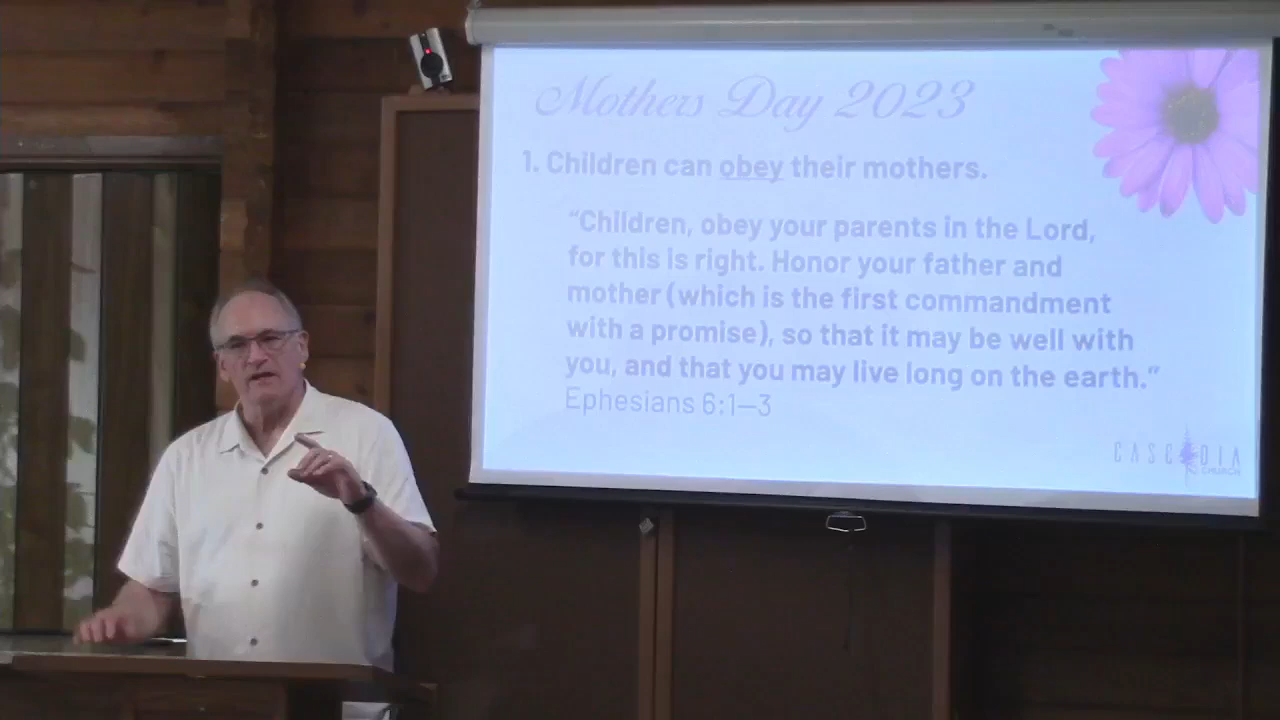 Mothers Day 2023
1. Children can obey their mothers.
“Children, obey your parents in the Lord,
for this is right. Honor your father and
mother (which is the first commandment
with a promise), so that it may be well with
you, and that you may live long on the earth.”
Ephesians 6:1—3
CASCADIA
CHURCH